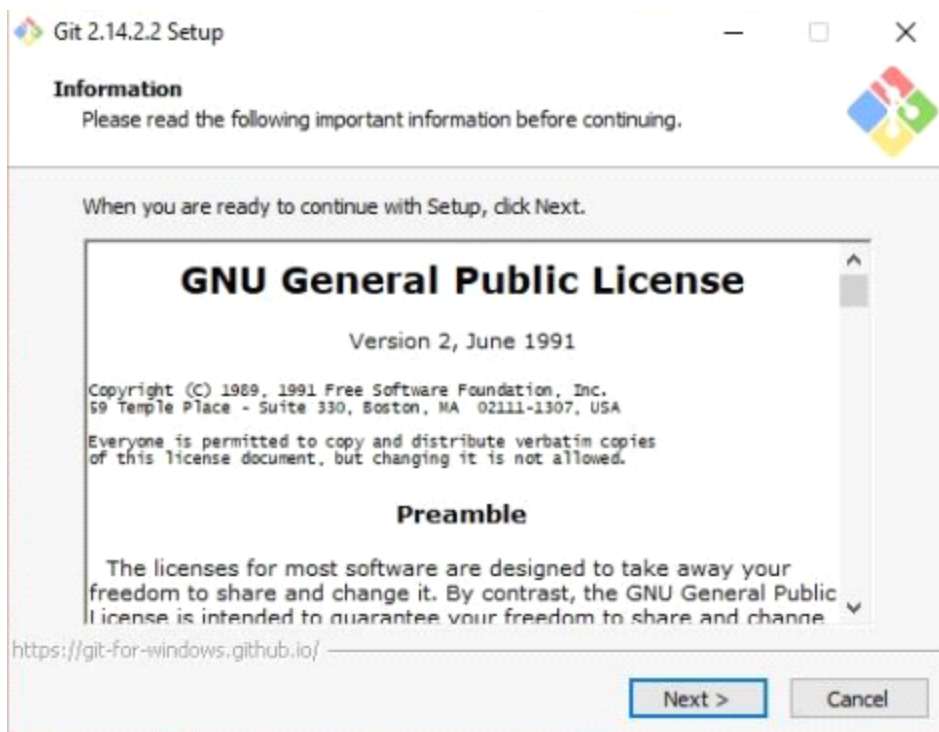 Git 2.14.2.2 Setup
Information
Please read the following important information before continuing.
When you are ready to continue with Setup, click Next.
GNU General Public License
Version 2, June 1991
Copyright (C) 1989, 1991 Free Software Foundation, Inc.
59 Temple Place - Suite 330, Boston, MA  02111-1307, USA
Everyone is permitted to copy and distribute verbatim copies
of this license document, but changing it is not allowed.
Preamble
The licenses for most software are designed to take away your
freedom to share and change it. By contrast, the GNU General Public
License is intended to guarantee your freedom to share and change
https://git-for-windows.github.io/
Next >
Cancel